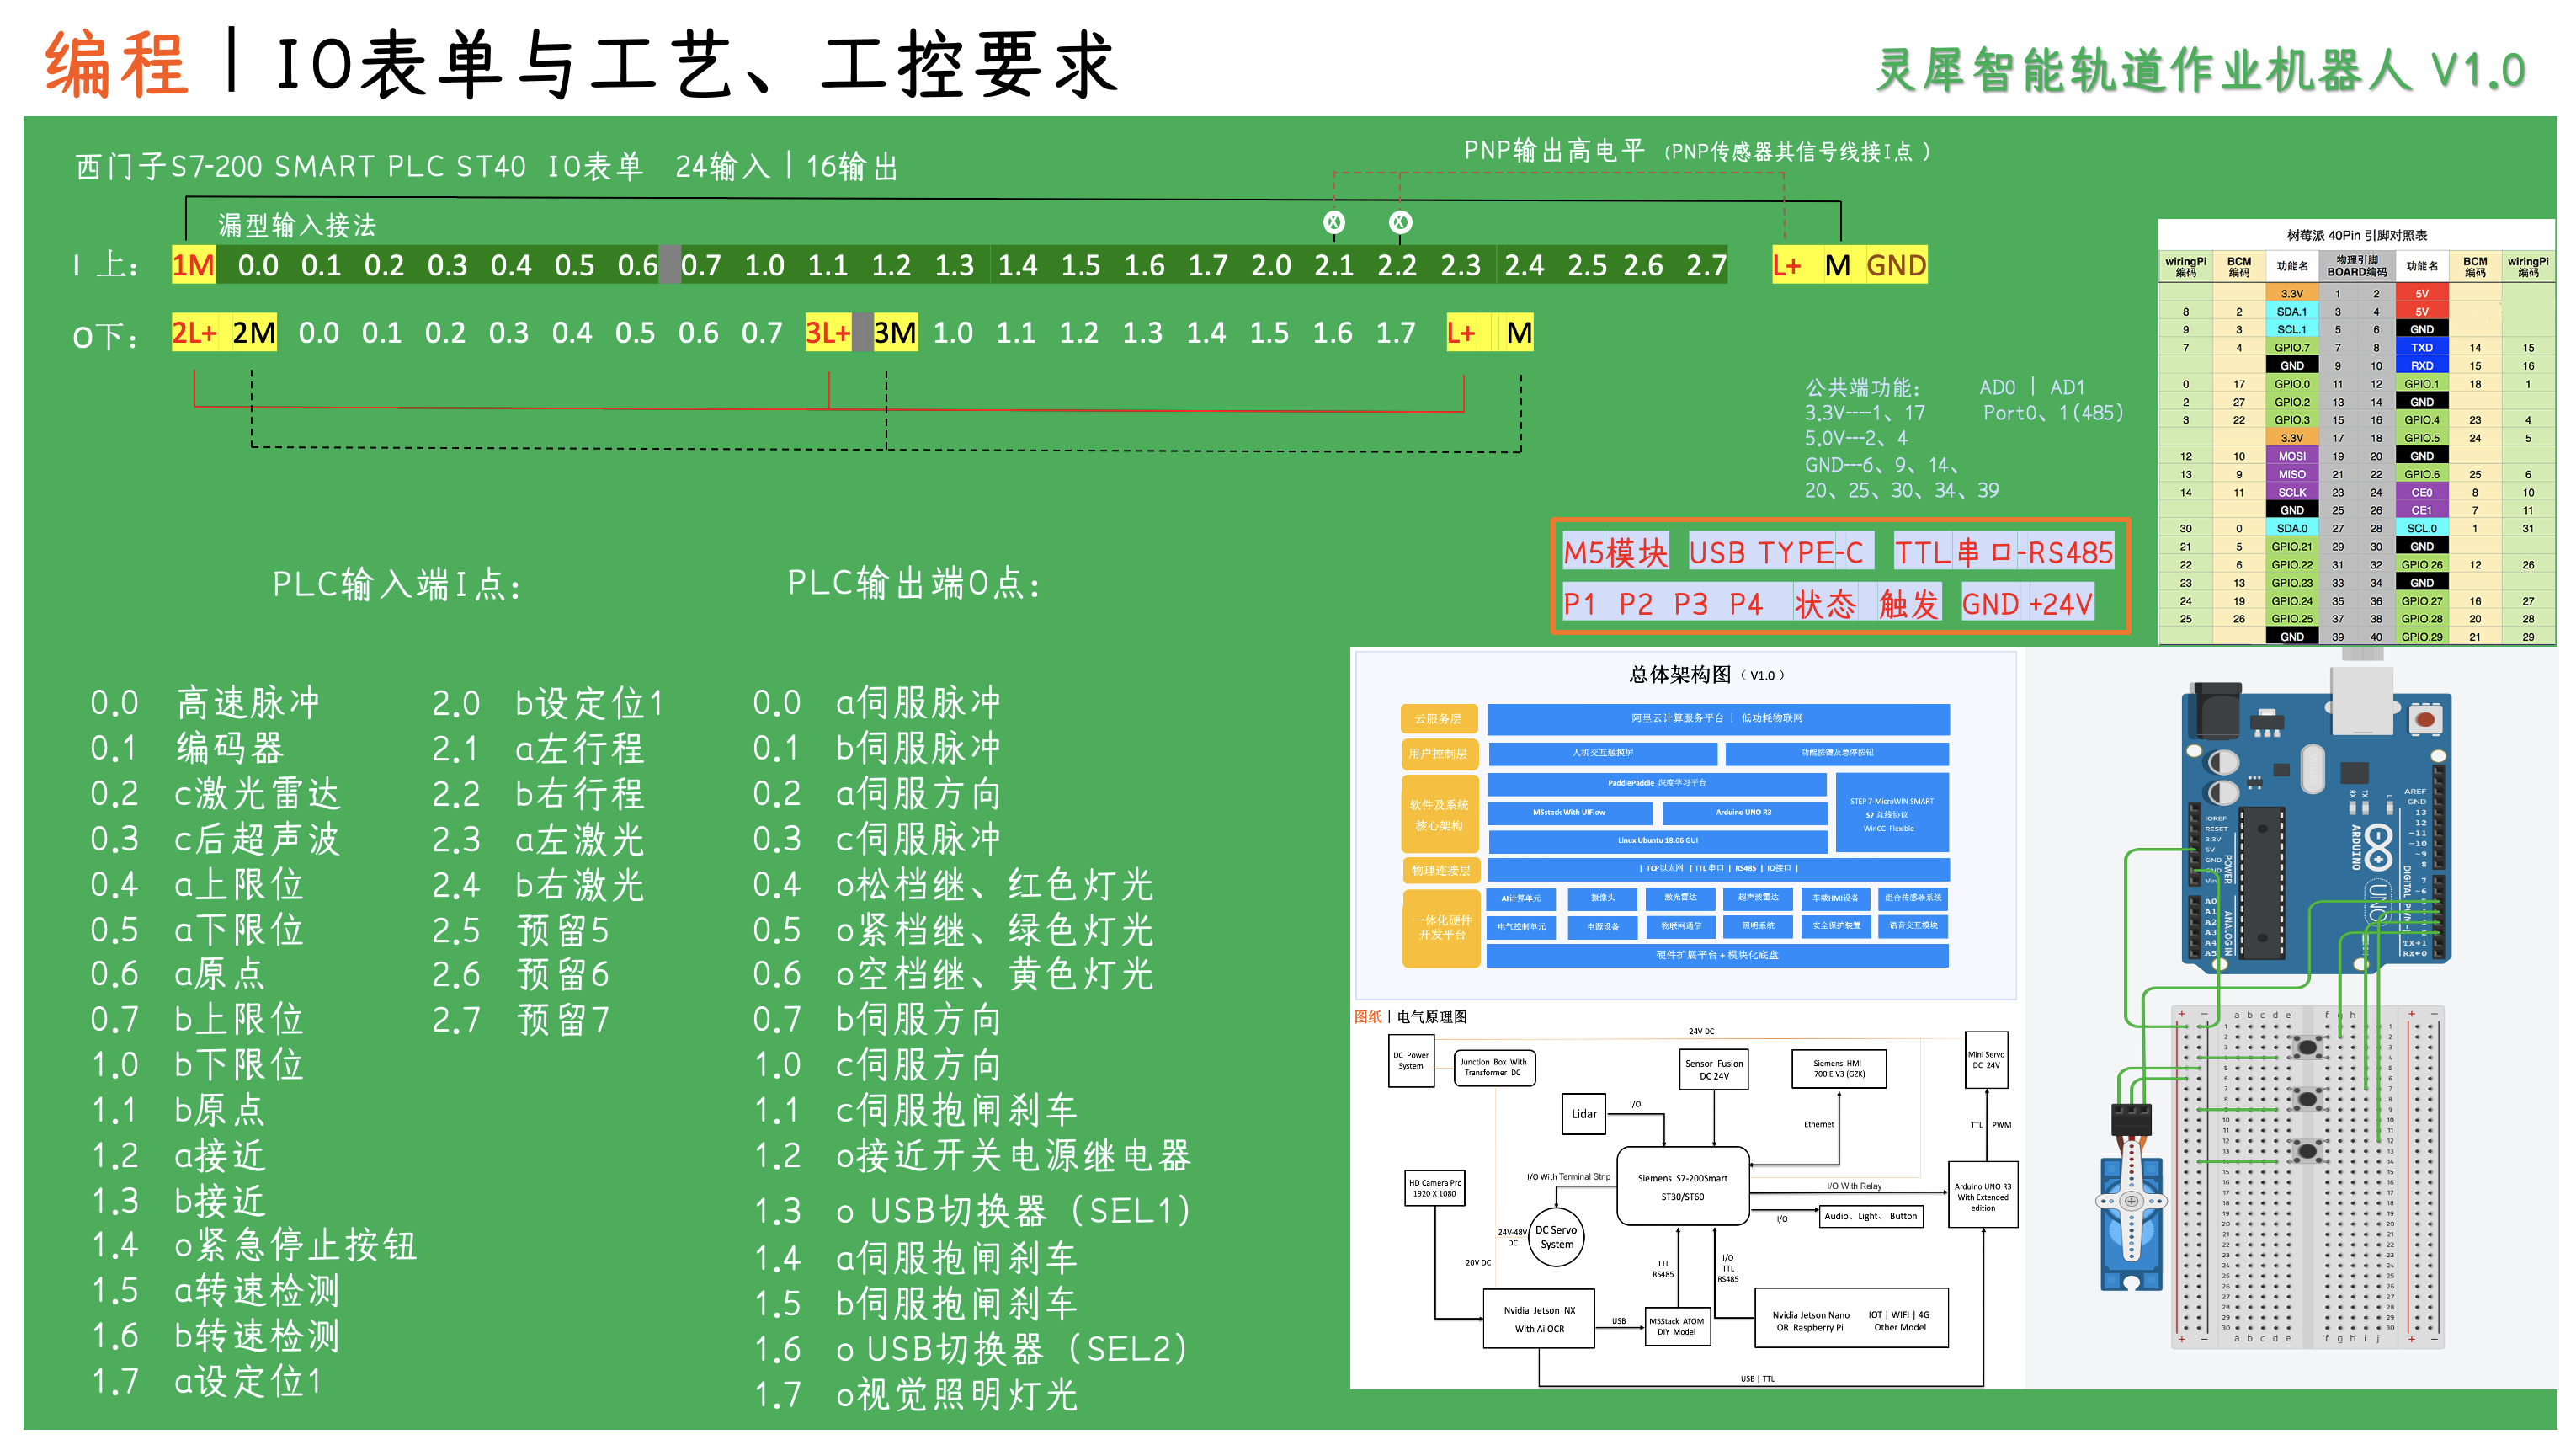 编程 | IO表单与工艺、工控要求
灵犀智能轨道作业机器人 V1.0
西门子S7-200 SMART PLC ST40 IO表单 24输入 | 16输出
PNP输出高电平 (PNP传感器其信号线接I点 )
漏型输入接法
I 上: 1M 0.0 0.1 0.2 0.3 0.4 0.5 0.6 0.7 1.0 1.1 1.2 1.3 1.4 1.5 1.6 1.7 2.0 2.1 2.2 2.3 2.4 2.5 2.6 2.7 L+ M GND
O下: 2L+ 2M 0.0 0.1 0.2 0.3 0.4 0.5 0.6 0.7 3L+ 3M 1.0 1.1 1.2 1.3 1.4 1.5 1.6 1.7 L+ M
公共端功能: AD0 | AD1
3.3V----1、17 Port0、1(485)
5.0V---2、4
GND---6、9、14、
20、25、30、34、39
M5模块 USB TYPE-C TTL串口-RS485
P1 P2 P3 P4 状态 触发 GND +24V
树莓派 40Pin 引脚对照表
wiringPi 编码 BCM 编码 功能名 物理引脚 BOARD编码 功能名 BCM 编码 wiringPi 编码
3.3V 1 2 5V
8 2 SDA.1 3 4 5V
9 3 SCL.1 5 6 GND
7 4 GPIO.7 7 8 TXD 14 15
GND 9 10 RXD 15 16
0 17 GPIO.0 11 12 GPIO.1 18 1
2 27 GPIO.2 13 14 GND
3 22 GPIO.3 15 16 GPIO.4 23 4
3.3V 17 18 GPIO.5 24 5
12 10 MOSI 19 20 GND
13 9 MISO 21 22 GPIO.6 25 6
14 11 SCLK 23 24 CE0 8 10
GND 25 26 CE1 7 11
30 0 SDA.0 27 28 SCL.0 1 31
21 5 GPIO.21 29 30 GND
22 6 GPIO.22 31 32 GPIO.26 12 26
23 13 GPIO.23 33 34 GND
24 19 GPIO.24 35 36 GPIO.27 16 27
25 26 GPIO.25 37 38 GPIO.28 20 28
GND 39 40 GPIO.29 21 29
PLC输入端I点:
0.0 高速脉冲
0.1 编码器
0.2 c激光雷达
0.3 c后超声波
0.4 a上限位
0.5 a下限位
0.6 a原点
0.7 b上限位
1.0 b下限位
1.1 b原点
1.2 a接近
1.3 b接近
1.4 o紧急停止按钮
1.5 a转速检测
1.6 b转速检测
1.7 a设定位1
2.0 b设定位1
2.1 a左行程
2.2 b右行程
2.3 a左激光
2.4 b右激光
2.5 预留5
2.6 预留6
2.7 预留7
PLC输出端O点:
0.0 a伺服脉冲
0.1 b伺服脉冲
0.2 a伺服方向
0.3 c伺服脉冲
0.4 o松档继、红色灯光
0.5 o紧档继、绿色灯光
0.6 o空档继、黄色灯光
0.7 b伺服方向
1.0 c伺服方向
1.1 c伺服抱闸刹车
1.2 o接近开关电源继电器
1.3 o USB切换器（SEL1）
1.4 a伺服抱闸刹车
1.5 b伺服抱闸刹车
1.6 o USB切换器（SEL2）
1.7 o视觉照明灯光
总体架构图（V1.0）
云服务层 阿里云计算服务平台 | 低功耗物联网
用户控制层 人机交互触摸屏 功能按键及急停按钮
软件及系统
核心架构
PaddlePaddle 深度学习平台
M5stack With UIFlow Arduino UNO R3
Linux Ubuntu 18.06 GUI
STEP 7-MicroWIN SMART
S7 总线协议
WinCC Flexible
物理连接层 | TCP以太网 | TTL 串口 | RS485 | IO接口 |
一体化硬件
开发平台
AI计算单元 摄像头 激光雷达 超声波雷达 车载HMI设备 组合传感器系统
电气控制单元 电源设备 物联网通信 照明系统 安全保护装置 语音交互模块
硬件扩展平台 + 模块化底盘
图纸 | 电气原理图
24V DC
DC Power
System
Junction Box With
Transformer DC
Sensor Fusion
DC 24V
Siemens HMI
700IE V3 (GZK)
Mini Servo
DC 24V
Lidar
I/O
Ethernet
TTL PWM
HD Camera Pro
1920 X 1080
I/O With Terminal Strip
Siemens S7-200Smart
ST30/ST60
I/O With Relay
Arduino UNO R3
With Extended
edition
I/O
Audio、Light、 Button
24V-48V
DC
DC Servo
System
20V DC
TTL
RS485
I/O
TTL
RS485
Nvidia Jetson NX
With Ai OCR
USB
M5Stack ATOM
DIY Model
Nvidia Jetson Nano
OR Raspberry Pi
IOT | WIFI | 4G
Other Model
USB | TTL
AREF
GND
13
12
~11
~10
~9
8
7
~6
TX→1
RX←0
IOREF
RESET
3.3V
5V
GND
GND
Vin
A0
A1
A2
A3
A4
A5
POWER
ANALOG IN
L
TX
RX
ARDUINO
UNO